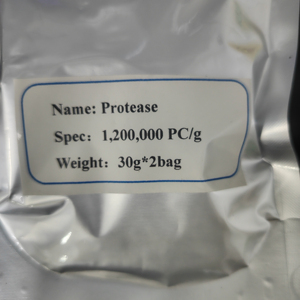 Name: Protease
Spec： 1,200,000 PC/g
Weight： 30g*2bag